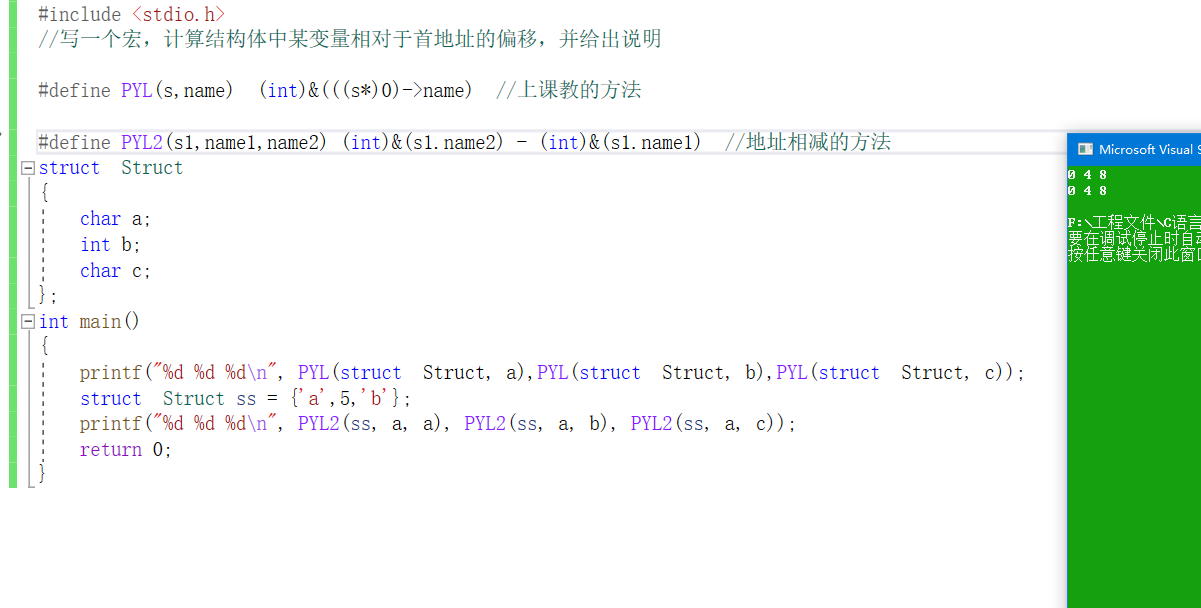 #include <stdio.h>
//写一个宏，计算结构体中某变量相对于首地址的偏移，并给出说明
#define PYL(s,name)  (int)&(((s*)0)->name)  //上课教的方法
#define PYL2(s1,name1,name2) (int)&(s1.name2) - (int)&(s1.name1)  //地址相减的方法
struct  Struct
{
    char a;
    int b;
    char c;
};
int main()
{
    printf("%d %d %d\n", PYL(struct  Struct, a),PYL(struct  Struct, b),PYL(struct  Struct, c));
    struct  Struct ss = {'a',5,'b'};
    printf("%d %d %d\n", PYL2(ss, a, a), PYL2(ss, a, b), PYL2(ss, a, c));
    return 0;
}
Microsoft Visual S
0 4 8
0 4 8
F:\工程文件\C语言
要在调试停止时自动
按任意键关闭此窗口